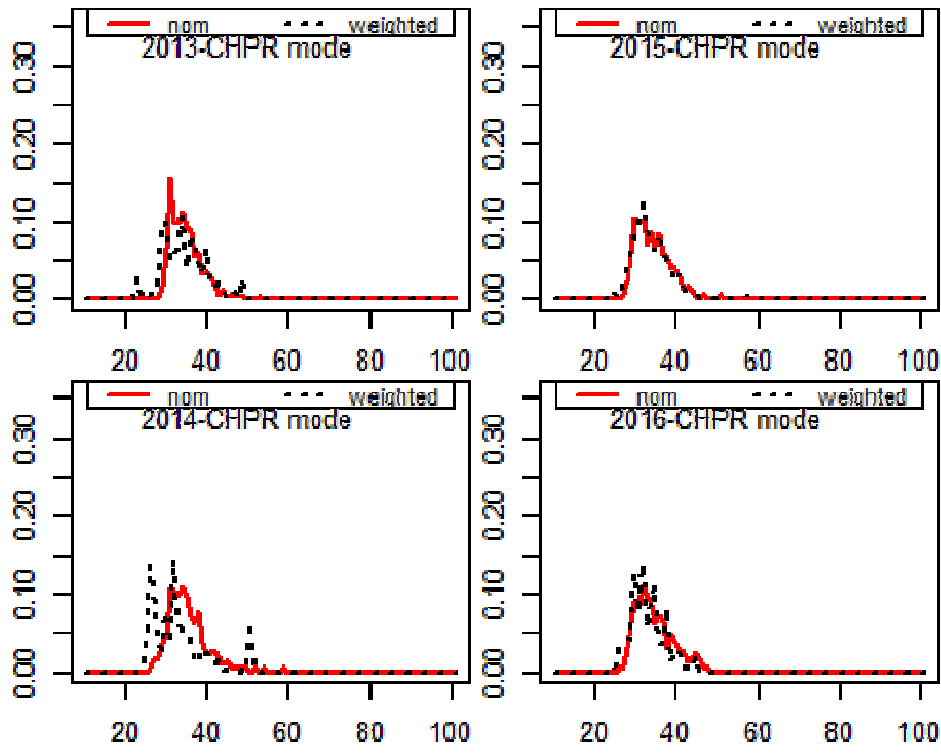 nom weighted
2013-CHPR mode
0.30
0.20
0.10
0.00
20 40 60 80 100
nom weighted
2015-CHPR mode
0.30
0.20
0.10
0.00
20 40 60 80 100
nom weighted
2014-CHPR mode
0.30
0.20
0.10
0.00
20 40 60 80 100
nom weighted
2016-CHPR mode
0.30
0.20
0.10
0.00
20 40 60 80 100